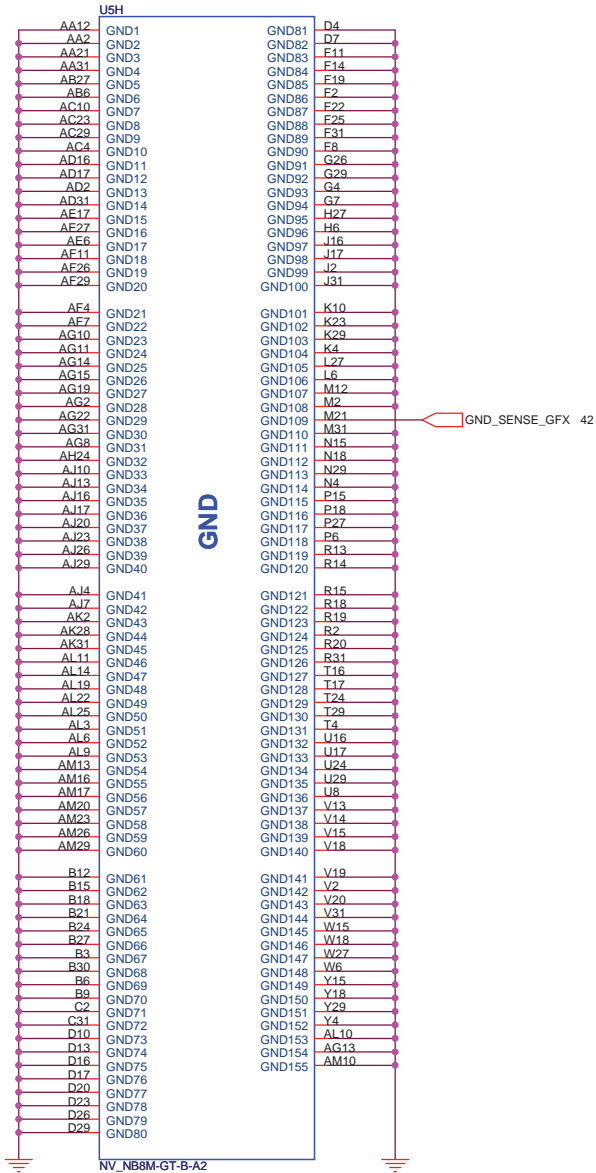 U5H
AA12 GND1 GND81 D4
AA2 GND2 GND82 D7
AA21 GND3 GND83 F11
AA31 GND4 GND84 F14
AB27 GND5 GND85 F19
AB6 GND6 GND86 F2
AC10 GND7 GND87 F22
AC23 GND8 GND88 F25
AC29 GND9 GND89 F31
AC4 GND10 GND90 F8
AD16 GND11 GND91 G26
AD17 GND12 GND92 G29
AD2 GND13 GND93 G4
AD31 GND14 GND94 G7
AE17 GND15 GND95 H27
AE27 GND16 GND96 H6
AE6 GND17 GND97 J16
AF11 GND18 GND98 J17
AF26 GND19 GND99 J2
AF29 GND20 GND100 J31
AF4 GND21 GND101 K10
AF7 GND22 GND102 K23
AG10 GND23 GND103 K29
AG11 GND24 GND104 K4
AG14 GND25 GND105 L27
AG15 GND26 GND106 L6
AG19 GND27 GND107 M12
AG2 GND28 GND108 M2
AG22 GND29 GND109 M21 GND_SENSE_GFX 42
AG31 GND30 GND110 M31
AG8 GND31 GND111 N15
AH24 GND32 GND112 N18
AJ10 GND33 GND113 N29
AJ13 GND34 GND114 N4
AJ16 GND35 GND115 P15
AJ17 GND36 GND116 P18
AJ20 GND37 GND117 P27
AJ23 GND38 GND118 P6
AJ26 GND39 GND119 R13
AJ29 GND40 GND120 R14
GND
AJ4 GND41 GND121 R15
AJ7 GND42 GND122 R18
AK2 GND43 GND123 R19
AK28 GND44 GND124 R2
AK31 GND45 GND125 R20
AL11 GND46 GND126 R31
AL14 GND47 GND127 T16
AL19 GND48 GND128 T17
AL22 GND49 GND129 T24
AL25 GND50 GND130 T29
AL3 GND51 GND131 T4
AL6 GND52 GND132 U16
AL9 GND53 GND133 U17
AM13 GND54 GND134 U24
AM16 GND55 GND135 U29
AM17 GND56 GND136 U8
AM20 GND57 GND137 V13
AM23 GND58 GND138 V14
AM26 GND59 GND139 V15
AM29 GND60 GND140 V18
B12 GND61 GND141 V19
B15 GND62 GND142 V2
B18 GND63 GND143 V20
B21 GND64 GND144 V31
B24 GND65 GND145 W15
B27 GND66 GND146 W18
B3 GND67 GND147 W27
B30 GND68 GND148 W6
B6 GND69 GND149 Y15
B9 GND70 GND150 Y18
C2 GND71 GND151 Y29
C31 GND72 GND152 Y4
D10 GND73 GND153 AL10
D13 GND74 GND154 AG13
D16 GND75 GND155 AM10
D17 GND76
D20 GND77
D23 GND78
D26 GND79
D29 GND80
NV_NB8M-GT-B-A2